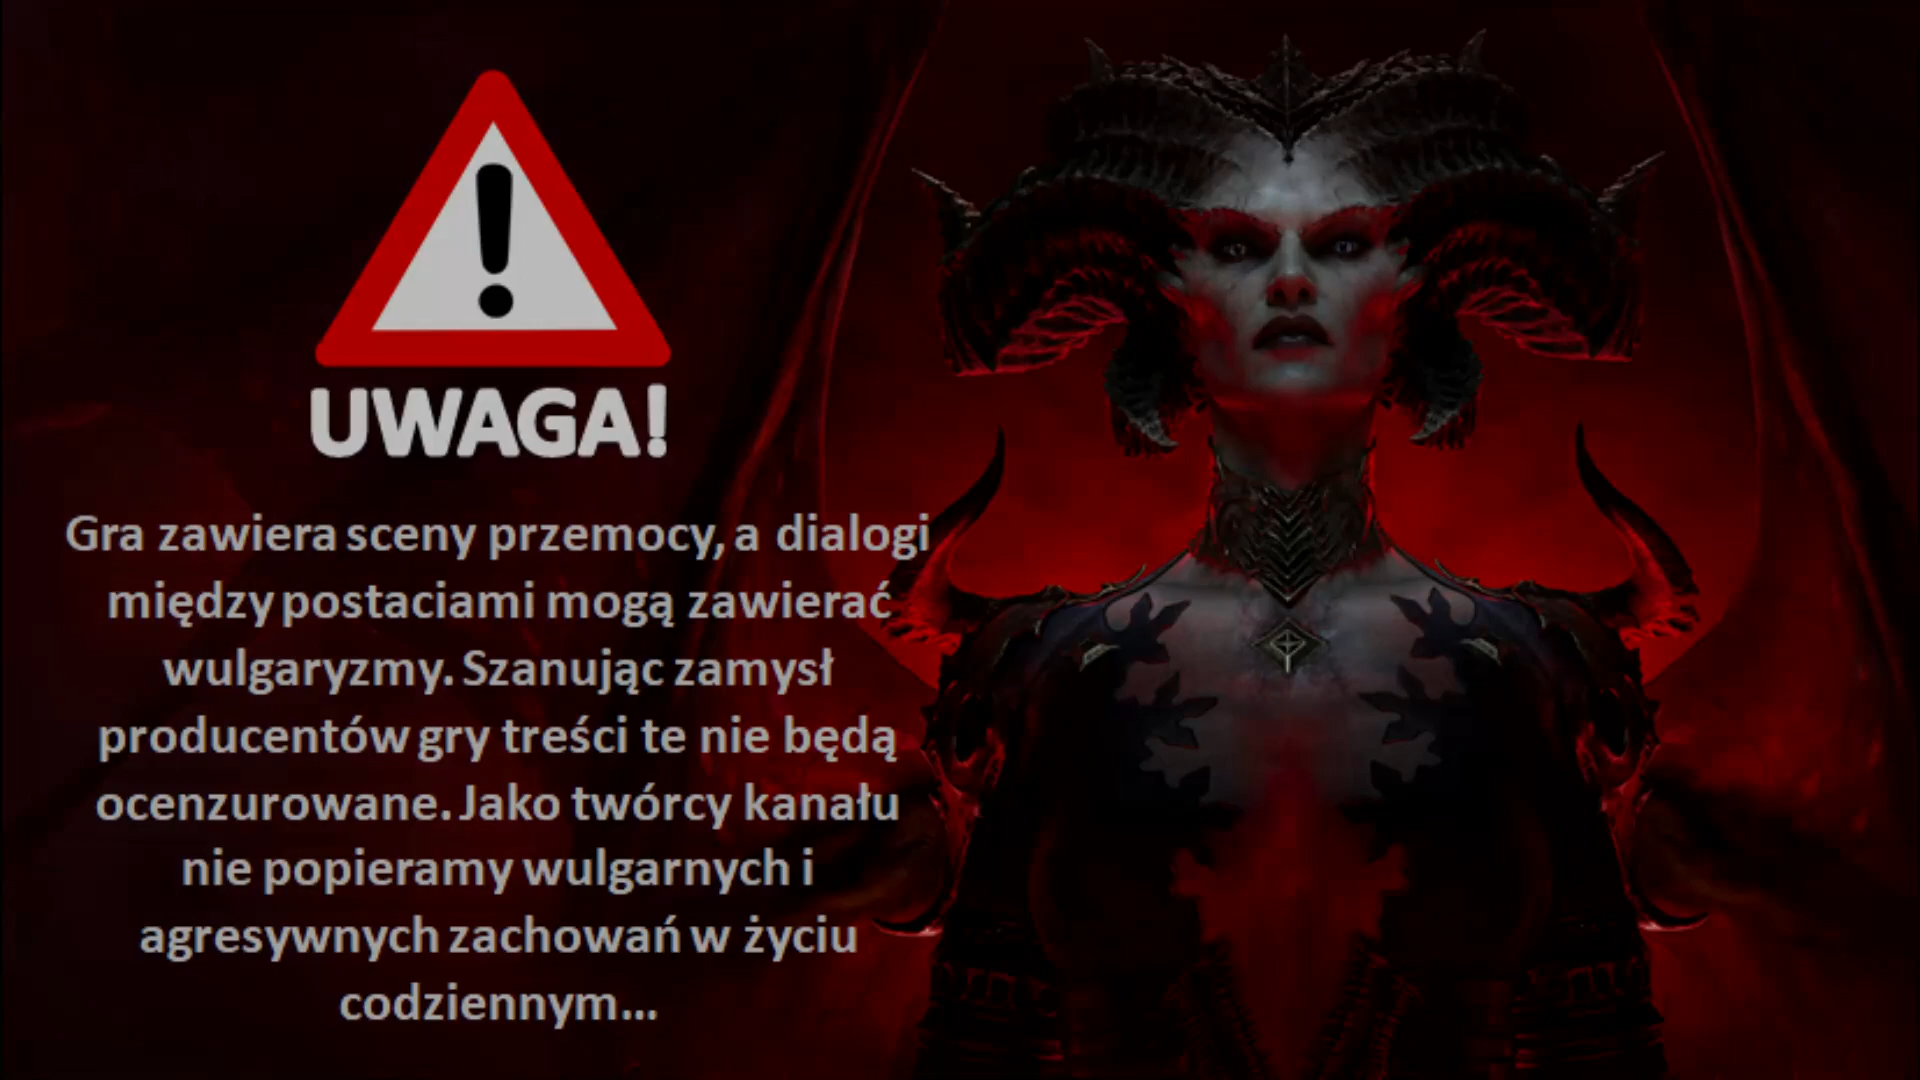 UWAGA!
Gra zawiera sceny przemocy, a dialogi
między postaciami mogą zawierać
wulgaryzmy. Szanując zamysł
producentów gry treści te nie będą
ocenzurowane. Jako twórcy kanału
nie popieramy wulgarnych i
agresywnych zachowań w życiu
codziennym...